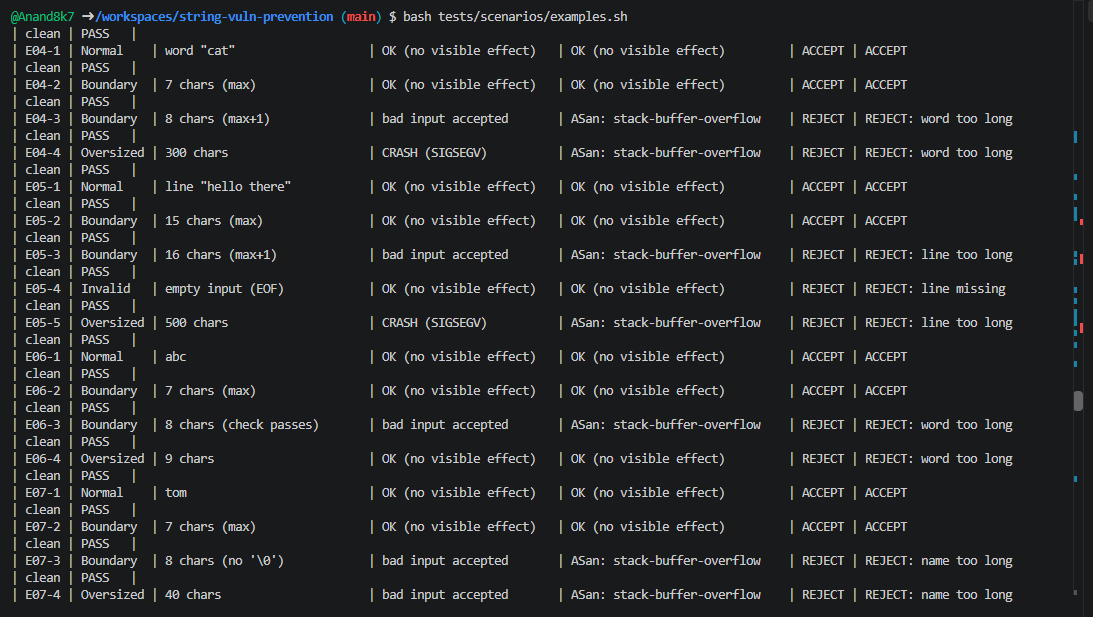 @Anand8k7 ➜/workspaces/string-vuln-prevention (main) $ bash tests/scenarios/examples.sh
| clean | PASS   |
| E04-1 | Normal    | word "cat"                   | OK (no visible effect)   | OK (no visible effect)         | ACCEPT | ACCEPT
| clean | PASS   |
| E04-2 | Boundary  | 7 chars (max)                | OK (no visible effect)   | OK (no visible effect)         | ACCEPT | ACCEPT
| clean | PASS   |
| E04-3 | Boundary  | 8 chars (max+1)              | bad input accepted       | ASan: stack-buffer-overflow    | REJECT | REJECT: word too long
| clean | PASS   |
| E04-4 | Oversized | 300 chars                    | CRASH (SIGSEGV)          | ASan: stack-buffer-overflow    | REJECT | REJECT: word too long
| clean | PASS   |
| E05-1 | Normal    | line "hello there"           | OK (no visible effect)   | OK (no visible effect)         | ACCEPT | ACCEPT
| clean | PASS   |
| E05-2 | Boundary  | 15 chars (max)               | OK (no visible effect)   | OK (no visible effect)         | ACCEPT | ACCEPT
| clean | PASS   |
| E05-3 | Boundary  | 16 chars (max+1)             | bad input accepted       | ASan: stack-buffer-overflow    | REJECT | REJECT: line too long
| clean | PASS   |
| E05-4 | Invalid   | empty input (EOF)            | OK (no visible effect)   | OK (no visible effect)         | REJECT | REJECT: line missing
| clean | PASS   |
| E05-5 | Oversized | 500 chars                    | CRASH (SIGSEGV)          | ASan: stack-buffer-overflow    | REJECT | REJECT: line too long
| clean | PASS   |
| E06-1 | Normal    | abc                          | OK (no visible effect)   | OK (no visible effect)         | ACCEPT | ACCEPT
| clean | PASS   |
| E06-2 | Boundary  | 7 chars (max)                | OK (no visible effect)   | OK (no visible effect)         | ACCEPT | ACCEPT
| clean | PASS   |
| E06-3 | Boundary  | 8 chars (check passes)       | bad input accepted       | ASan: stack-buffer-overflow    | REJECT | REJECT: word too long
| clean | PASS   |
| E06-4 | Oversized | 9 chars                      | OK (no visible effect)   | OK (no visible effect)         | REJECT | REJECT: word too long
| clean | PASS   |
| E07-1 | Normal    | tom                          | OK (no visible effect)   | OK (no visible effect)         | ACCEPT | ACCEPT
| clean | PASS   |
| E07-2 | Boundary  | 7 chars (max)                | OK (no visible effect)   | OK (no visible effect)         | ACCEPT | ACCEPT
| clean | PASS   |
| E07-3 | Boundary  | 8 chars (no '\0')            | bad input accepted       | ASan: stack-buffer-overflow    | REJECT | REJECT: name too long
| clean | PASS   |
| E07-4 | Oversized | 40 chars                     | bad input accepted       | ASan: stack-buffer-overflow    | REJECT | REJECT: name too long